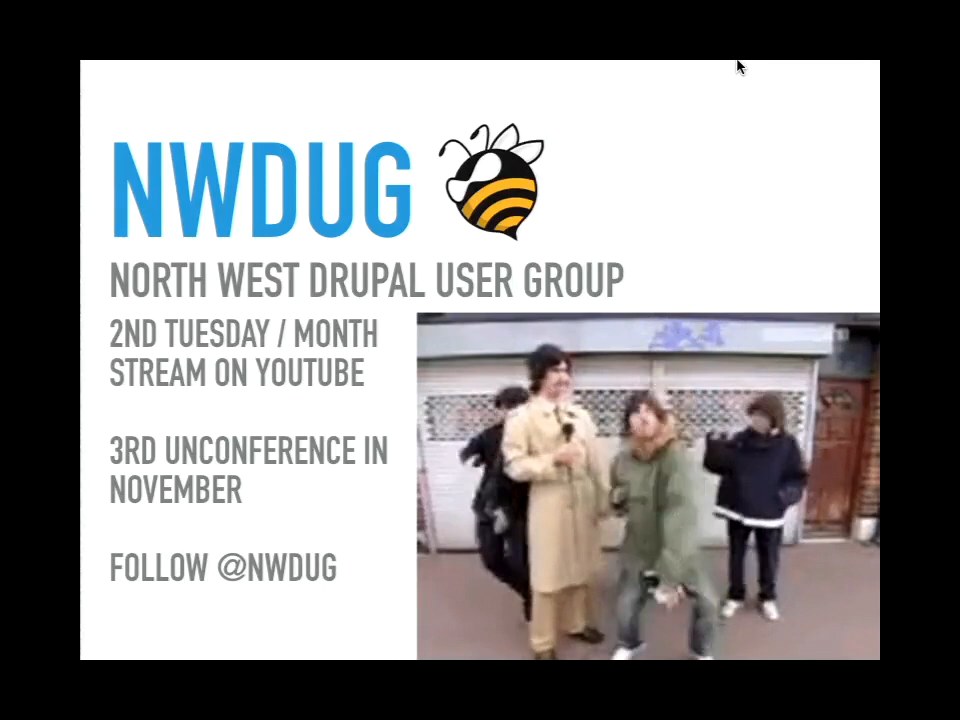 NWDUG
NORTH WEST DRUPAL USER GROUP
2ND TUESDAY / MONTH
STREAM ON YOUTUBE
3RD UNCONFERENCE IN
NOVEMBER
FOLLOW @NWDUG